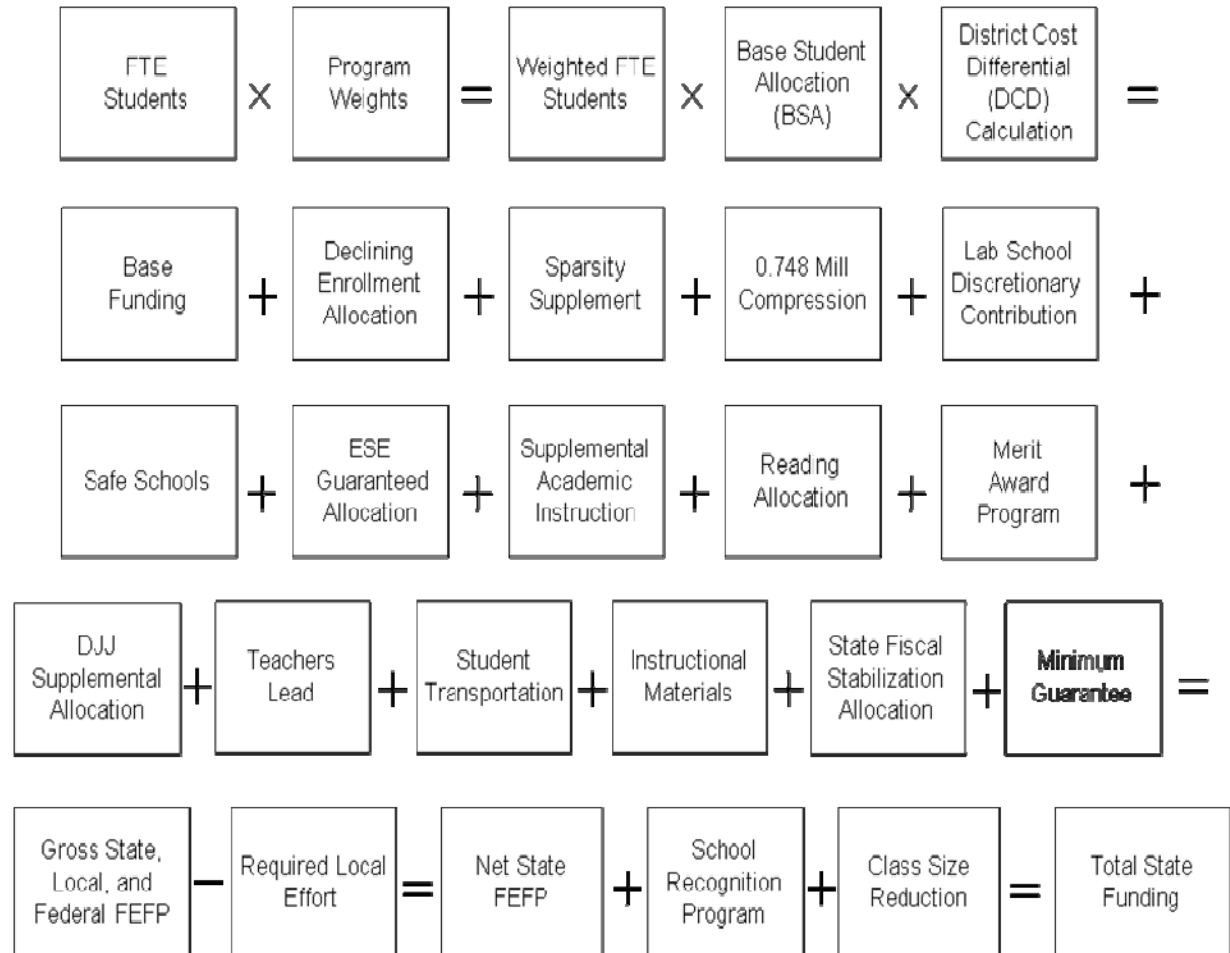 FTE
Students
×
Program
Weights
=
Weighted FTE
Students
×
Base Student
Allocation
(BSA)
×
District Cost
Differential
(DCD)
Calculation
=
Base
Funding
+
Declining
Enrollment
Allocation
+
Sparsity
Supplement
+
0.748 Mill
Compression
+
Lab School
Discretionary
Contribution
+
Safe Schools
+
ESE
Guaranteed
Allocation
+
Supplemental
Academic
Instruction
+
Reading
Allocation
+
Merit
Award
Program
+
DJJ
Supplemental
Allocation
+
Teachers
Lead
+
Student
Transportation
+
Instructional
Materials
+
State Fiscal
Stabilization
Allocation
+
Minimum
Guarantee
=
Gross State,
Local, and
Federal FEFP
−
Required Local
Effort
=
Net State
FEFP
+
School
Recognition
Program
+
Class Size
Reduction
=
Total State
Funding